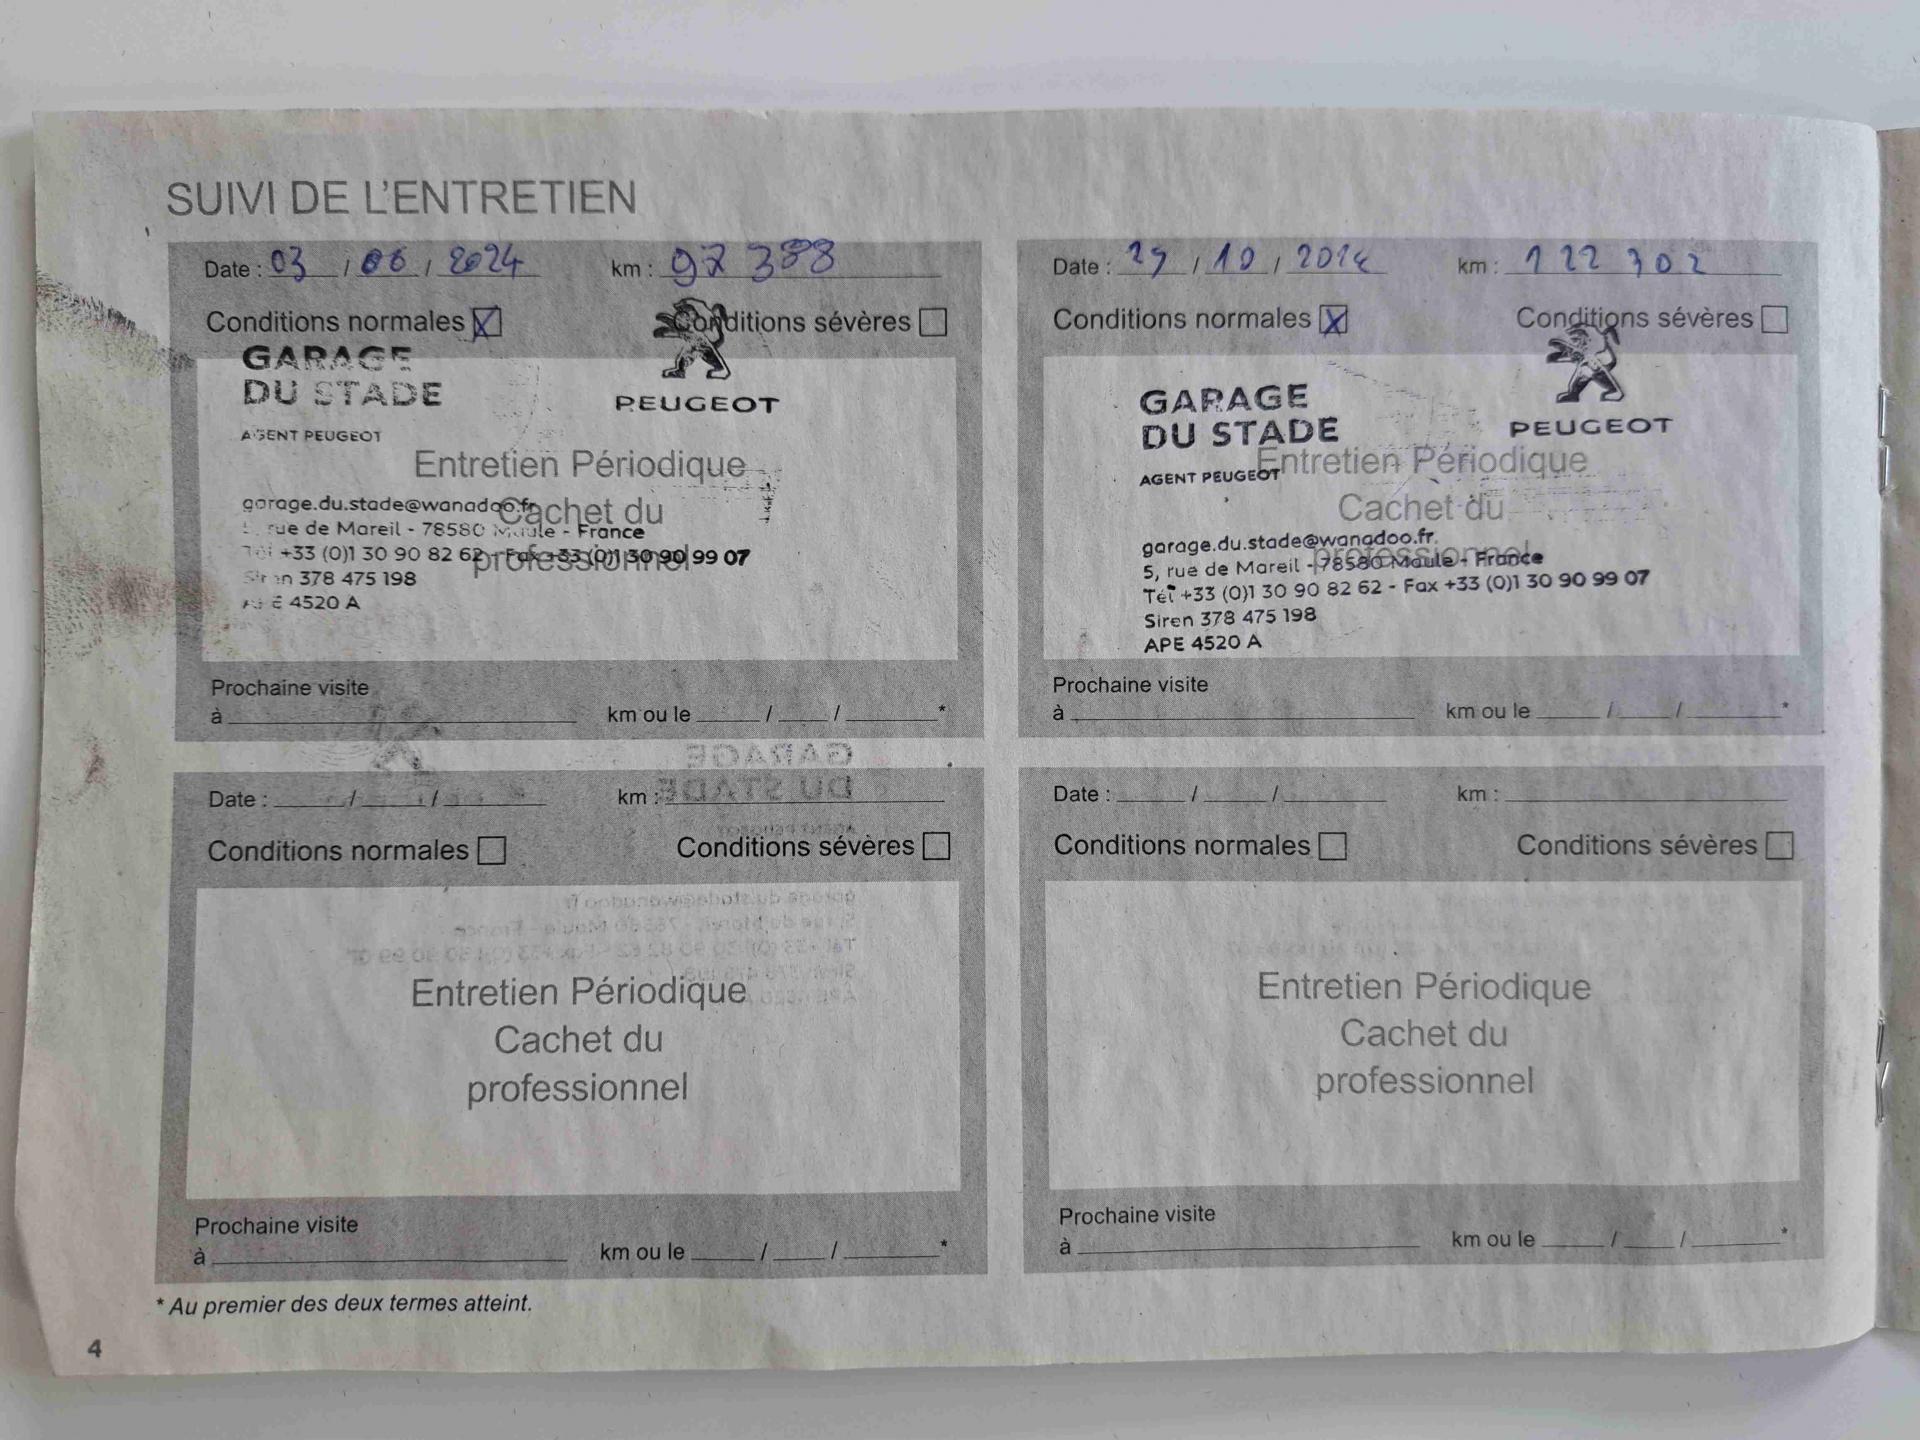 SUIVI DE L'ENTRETIEN
Date : 03 / 06 / 2024 km : 97 388
Conditions normales Conditions sévères
GARAGE
DU STADE
PEUGEOT
AGENT PEUGEOT
Entretien Périodique
Cachet du
professionnel
garage.du.stade@wanadoo.fr
5, rue de Mareil - 78580 Maule - France
Tél +33 (0)1 30 90 82 62 - Fax +33 (0)1 30 90 99 07
Siren 378 475 198
APE 4520 A
Prochaine visite
à km ou le / / *
Date : / 10 / km :
Conditions normales Conditions sévères
GARAGE
DU STADE
PEUGEOT
AGENT PEUGEOT
Entretien Périodique
Cachet du
professionnel
garage.du.stade@wanadoo.fr
5, rue de Mareil - 78580 Maule - France
Tél +33 (0)1 30 90 82 62 - Fax +33 (0)1 30 90 99 07
Siren 378 475 198
APE 4520 A
Prochaine visite
à km ou le / / *
Date : / / km :
Conditions normales Conditions sévères
Entretien Périodique
Cachet du
professionnel
Prochaine visite
à km ou le / / *
Date : / / km :
Conditions normales Conditions sévères
Entretien Périodique
Cachet du
professionnel
Prochaine visite
à km ou le / / *
* Au premier des deux termes atteint.
4